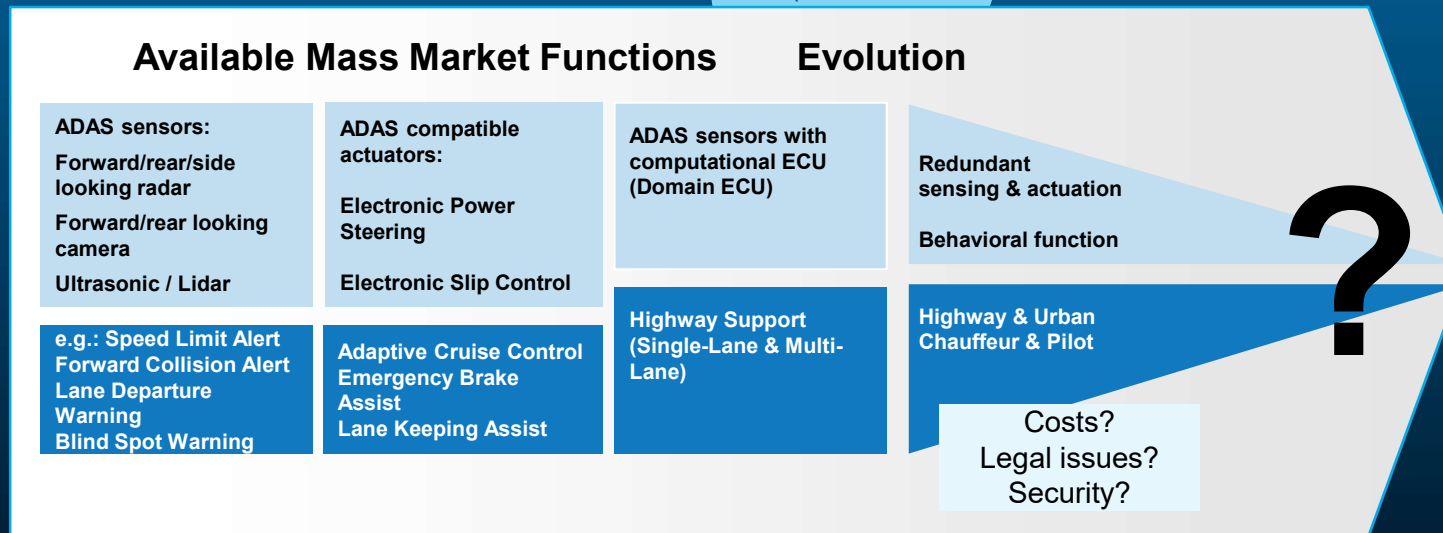 Available Mass Market Functions
Evolution
ADAS sensors:
Forward/rear/side
looking radar
Forward/rear looking
camera
Ultrasonic / Lidar
ADAS compatible
actuators:
Electronic Power
Steering
Electronic Slip Control
ADAS sensors with
computational ECU
(Domain ECU)
Redundant
sensing & actuation
Behavioral function
?
e.g.: Speed Limit Alert
Forward Collision Alert
Lane Departure
Warning
Blind Spot Warning
Adaptive Cruise Control
Emergency Brake
Assist
Lane Keeping Assist
Highway Support
(Single-Lane & Multi-
Lane)
Highway & Urban
Chauffeur & Pilot
Costs?
Legal issues?
Security?